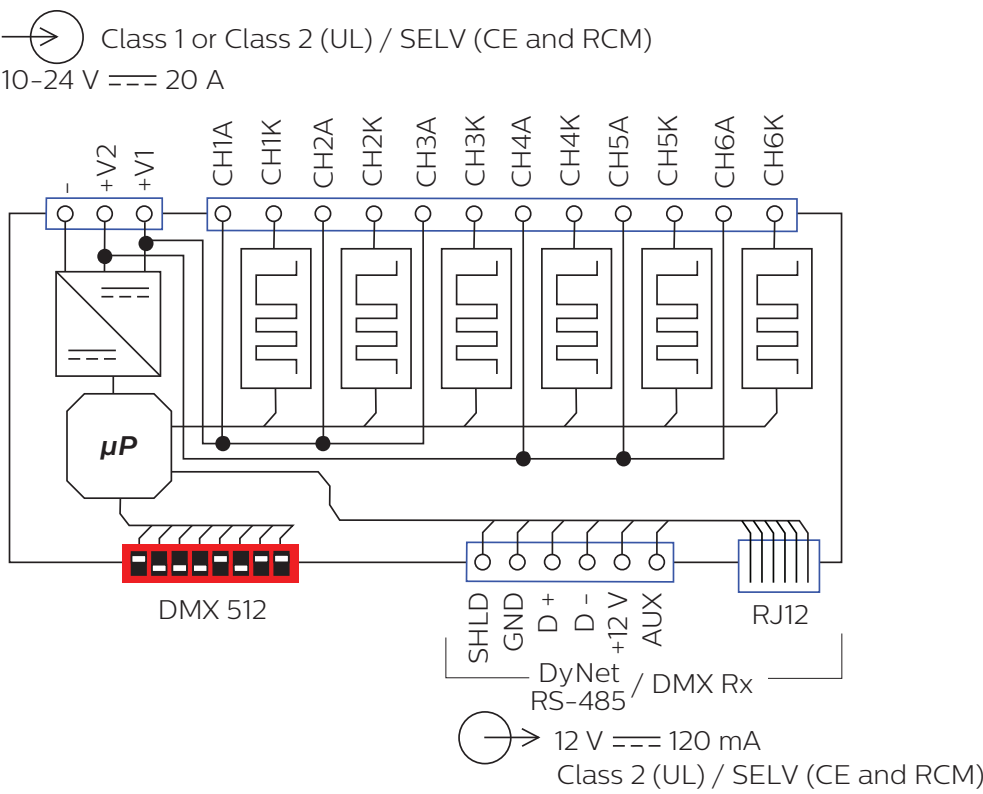 Class 1 or Class 2 (UL) / SELV (CE and RCM)
10-24 V 20 A
- +V2 +V1 CH1A CH1K CH2A CH2K CH3A CH3K CH4A CH4K CH5A CH5K CH6A CH6K
µP
DMX 512
SHLD GND D + D - +12 V AUX
RJ12
DyNet
RS-485 / DMX Rx
12 V 120 mA
Class 2 (UL) / SELV (CE and RCM)